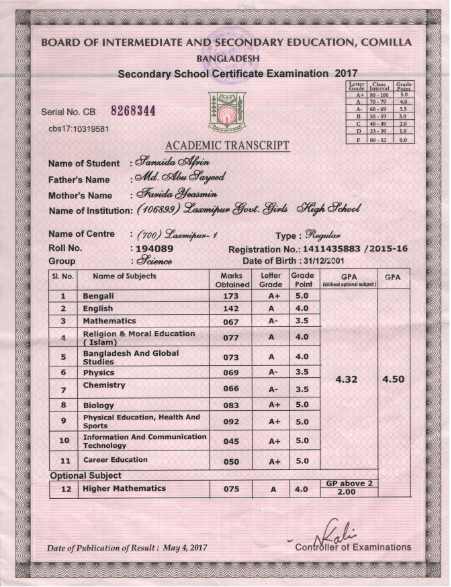 BOARD OF INTERMEDIATE AND SECONDARY EDUCATION, COMILLA
BANGLADESH
Secondary School Certificate Examination 2017
Letter Grade Class Interval Grade Point
A+ 80 - 100 5.0
A 70 - 79 4.0
A- 60 - 69 3.5
B 50 - 59 3.0
C 40 - 49 2.0
D 33 - 39 1.0
F 00 - 32 0.0
Serial No. CB 8268344
cbs17:10319581
ACADEMIC TRANSCRIPT
Name of Student : Sanxida Afrin
Father's Name : Md. Abu Sayeed
Mother's Name : Farida Yeasmin
Name of Institution: (106899) Laxmipur Govt. Girls High School
Name of Centre : (700) Laxmipur- 1 Type : Regular
Roll No. : 194089 Registration No. : 1411435883 /2015-16
Group : Science Date of Birth : 31/12/2001
Sl. No. Name of Subjects Marks Obtained Letter Grade Grade Point GPA (without optional subject) GPA
1 Bengali 173 A+ 5.0
2 English 142 A 4.0
3 Mathematics 067 A- 3.5
4 Religion & Moral Education ( Islam) 077 A 4.0
5 Bangladesh And Global Studies 073 A 4.0
6 Physics 069 A- 3.5
4.32 4.50
7 Chemistry 066 A- 3.5
8 Biology 083 A+ 5.0
9 Physical Education, Health And Sports 092 A+ 5.0
10 Information And Communication Technology 045 A+ 5.0
11 Career Education 050 A+ 5.0
Optional Subject
12 Higher Mathematics 075 A 4.0 GP above 2 2.00
Date of Publication of Result : May 4, 2017
Controller of Examinations